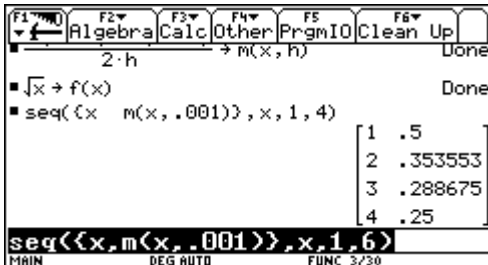 F1 F2 F3 F4 F5 F6
Algebra Calc Other PrgmIO Clean Up
2·h → m(x,h) Done
√x → f(x) Done
seq({x m(x,.001)},x,1,4)
1 .5
2 .353553
3 .288675
4 .25
seq({x,m(x,.001)},x,1,6)
MAIN DEG AUTO FUNC 3/30